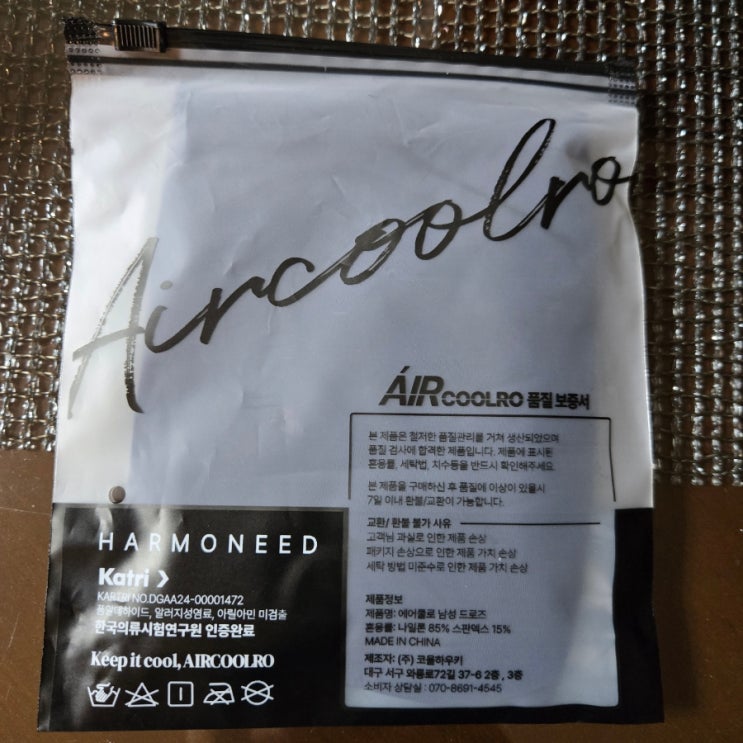 Aircoolro
ÁIRCOOLRO 품질 보증서
본 제품은 철저한 품질관리를 거쳐 생산되었으며
품질 검사에 합격한 제품입니다. 제품에 표시된
혼용률, 세탁법, 치수등을 반드시 확인해주세요.
본 제품을 구매하신 후 품질에 이상이 있을시
7일 이내 환불/교환이 가능합니다.
교환/ 환불 불가 사유
고객님 과실로 인한 제품 손상
패키지 손상으로 인한 제품 가치 손상
세탁 방법 미준수로 인한 제품 가치 손상
제품정보
제품명: 에어쿨로 남성 드로즈
혼용률: 나일론 85% 스판덱스 15%
MADE IN CHINA
제조자: (주) 코몰하우키
대구 서구 와룡로72길 37-6 2층 , 3층
소비자 상담실 : 070-8691-4545
HARMONEED
Katri
KARTRI NO.DGAA24-00001472
폼알데하이드, 알러지성염료, 아릴아민 미검출
한국의류시험연구원 인증완료
Keep it cool, AIRCOOLRO